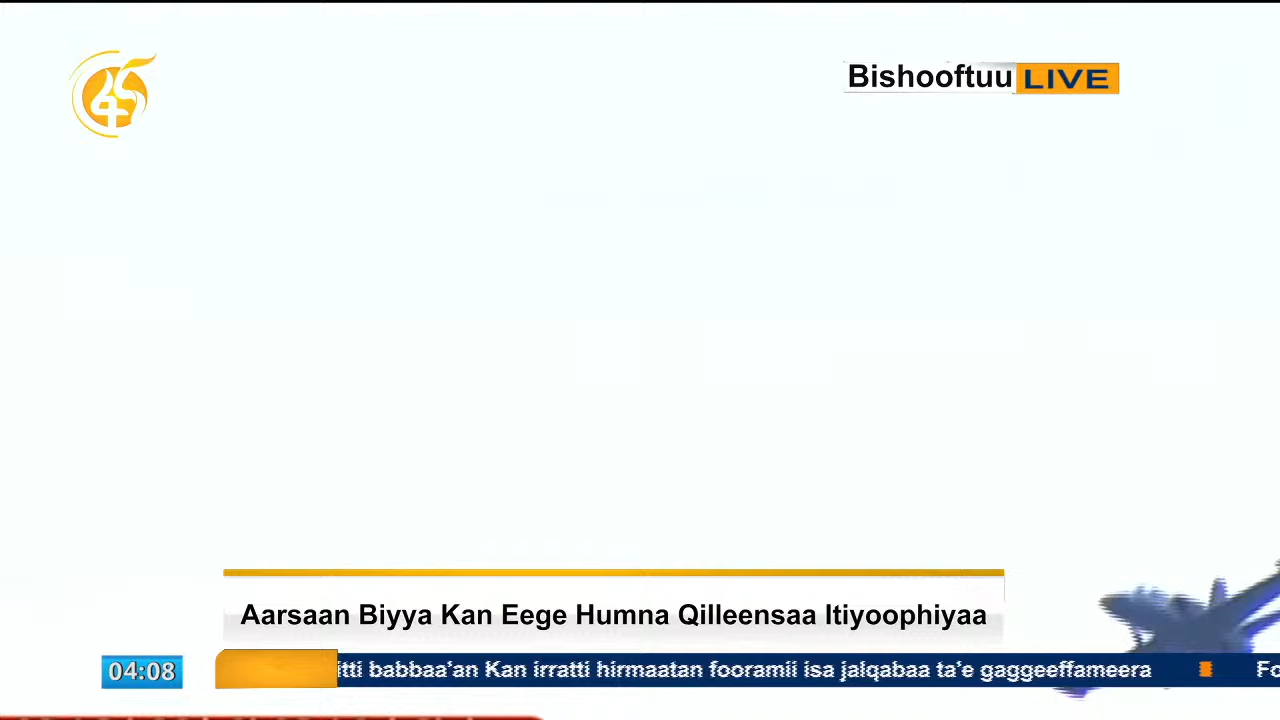 Bishooftuu LIVE
Aarsaan Biyya Kan Eege Humna Qilleensaa Itiyoophiyaa
04:08
itti babbaa'an Kan irratti hirmaatan fooramii isa jalqabaa ta'e gaggeeffameera